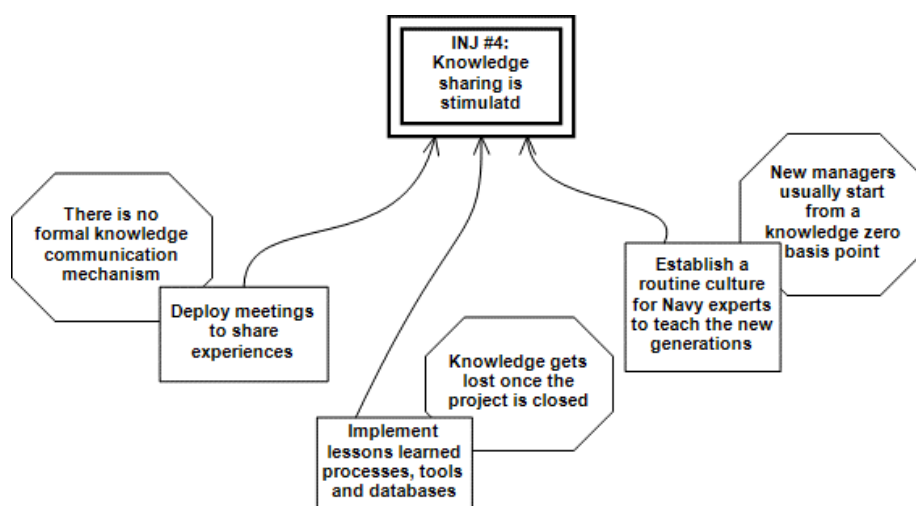 INJ #4:
Knowledge
sharing is
stimulatd
There is no
formal knowledge
communication
mechanism
Deploy meetings
to share
experiences
New managers
usually start
from a
knowledge zero
basis point
Establish a
routine culture
for Navy experts
to teach the new
generations
Knowledge gets
lost once the
project is closed
Implement
lessons learned
processes, tools
and databases